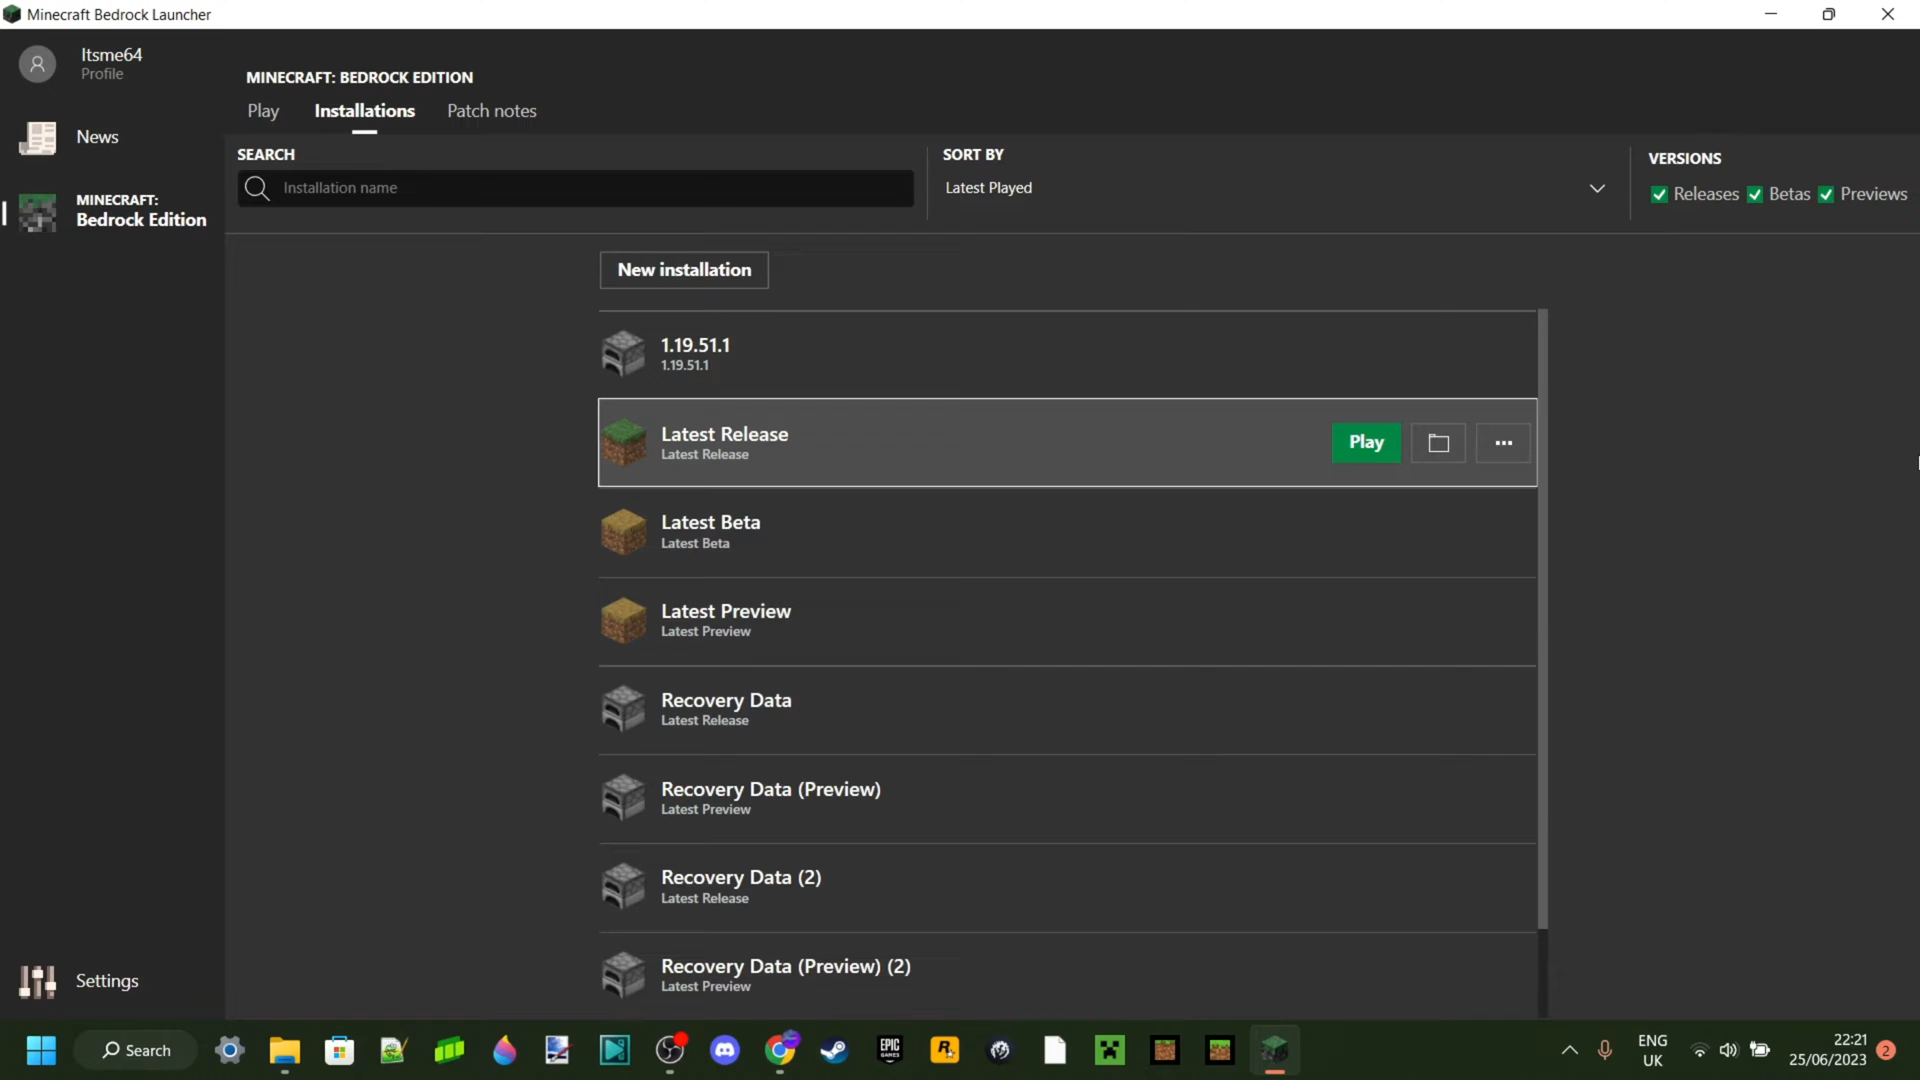 Minecraft Bedrock Launcher
Itsme64
Profile
News
MINECRAFT:
Bedrock Edition
Settings
MINECRAFT: BEDROCK EDITION
Play Installations Patch notes
SEARCH
Installation name
SORT BY
Latest Played
VERSIONS
Releases Betas Previews
New installation
1.19.51.1
1.19.51.1
Latest Release
Latest Release
Play
Latest Beta
Latest Beta
Latest Preview
Latest Preview
Recovery Data
Latest Release
Recovery Data (Preview)
Latest Preview
Recovery Data (2)
Latest Release
Recovery Data (Preview) (2)
Latest Preview
Search
EPIC
GAMES
R
ENG
UK
22:21
25/06/2023
2